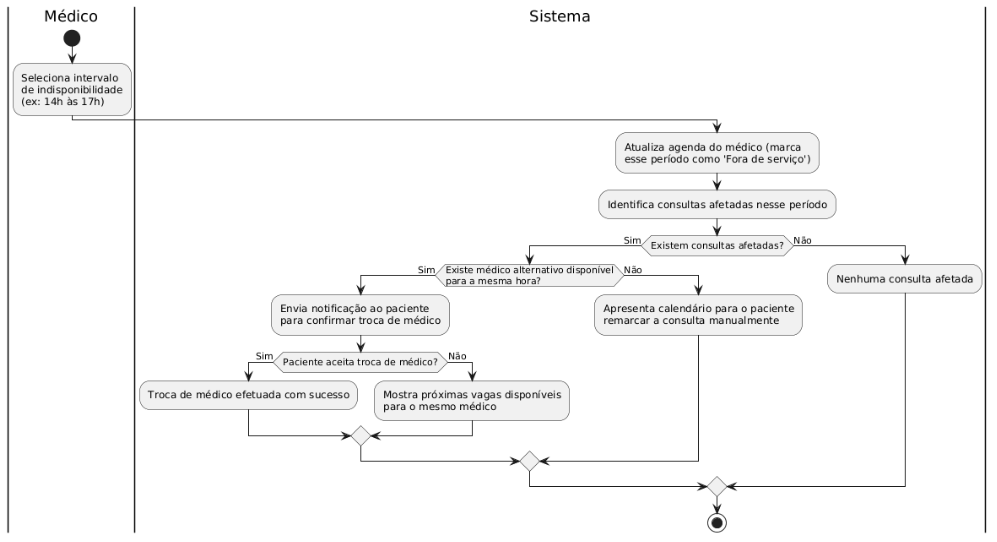 Médico
Sistema
Seleciona intervalo
de indisponibilidade
(ex: 14h às 17h)
Atualiza agenda do médico (marca
esse período como 'Fora de serviço')
Identifica consultas afetadas nesse período
Sim
Existem consultas afetadas?
Não
Sim
Existe médico alternativo disponível
para a mesma hora?
Não
Nenhuma consulta afetada
Envia notificação ao paciente
para confirmar troca de médico
Apresenta calendário para o paciente
remarcar a consulta manualmente
Sim
Paciente aceita troca de médico?
Não
Troca de médico efetuada com sucesso
Mostra próximas vagas disponíveis
para o mesmo médico